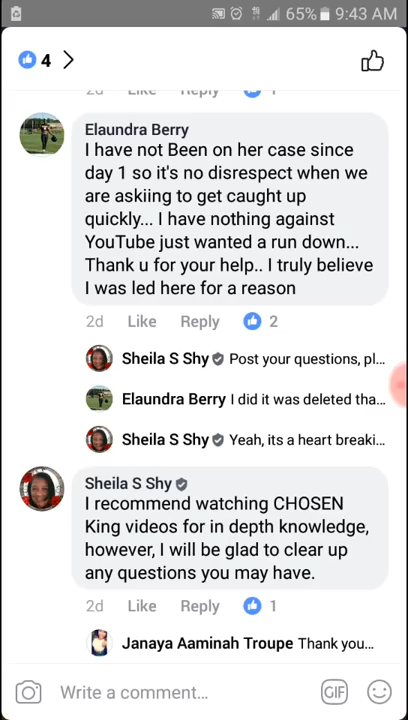 65% 9:43 AM
4
2d Like Reply 1
Elaundra Berry
I have not Been on her case since
day 1 so it's no disrespect when we
are askiing to get caught up
quickly... I have nothing against
YouTube just wanted a run down...
Thank u for your help.. I truly believe
I was led here for a reason
2d Like Reply 2
Sheila S Shy Post your questions, pl...
Elaundra Berry I did it was deleted tha...
Sheila S Shy Yeah, its a heart breaki...
Sheila S Shy
I recommend watching CHOSEN
King videos for in depth knowledge,
however, I will be glad to clear up
any questions you may have.
2d Like Reply 1
Janaya Aaminah Troupe Thank you...
Write a comment... GIF